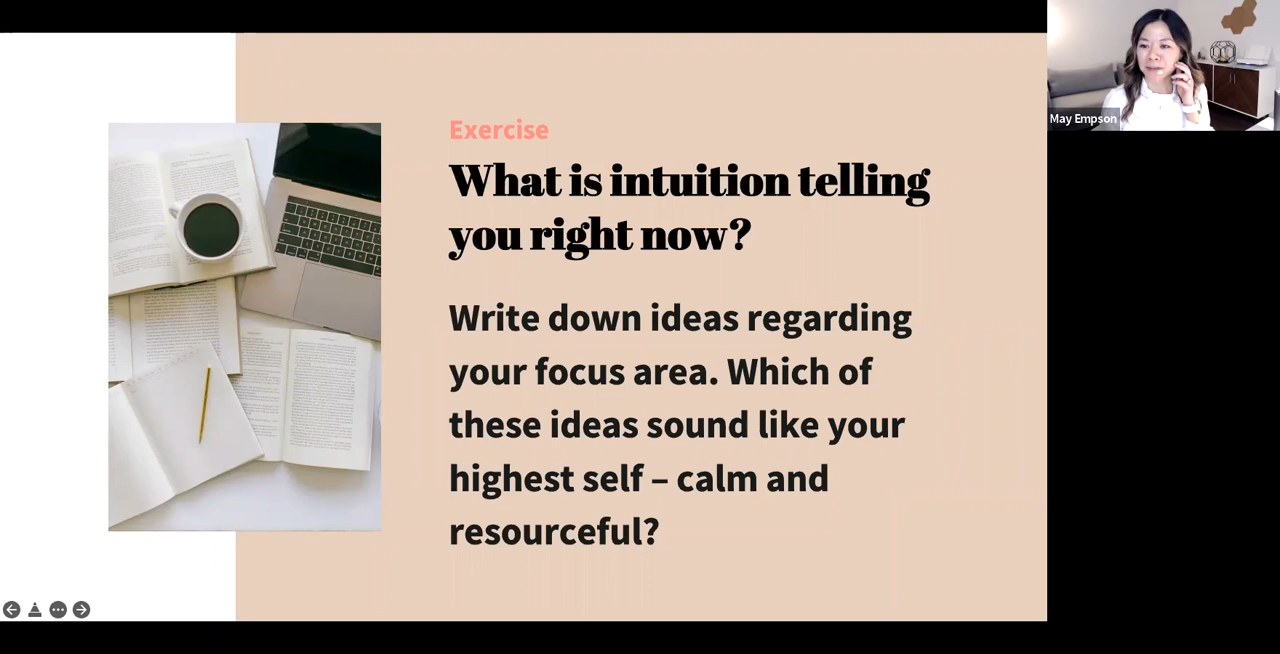 Exercise
What is intuition telling
you right now?
Write down ideas regarding
your focus area. Which of
these ideas sound like your
highest self – calm and
resourceful?
May Empson